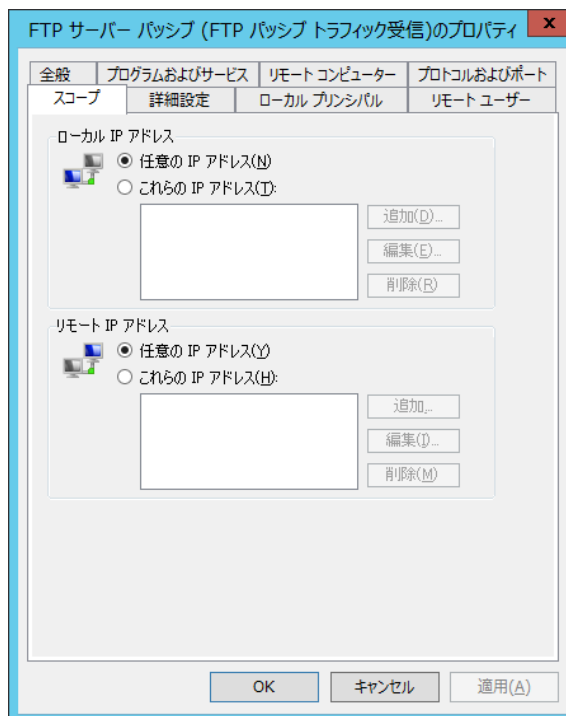 FTP サーバー パッシブ (FTP パッシブ トラフィック受信)のプロパティ x
全般 プログラムおよびサービス リモート コンピューター プロトコルおよびポート
スコープ 詳細設定 ローカル プリンシパル リモート ユーザー
ローカル IP アドレス
任意の IP アドレス(N)
これらの IP アドレス(T):
追加(D)...
編集(E)...
削除(R)
リモート IP アドレス
任意の IP アドレス(Y)
これらの IP アドレス(H):
追加...
編集(I)...
削除(M)
OK キャンセル 適用(A)